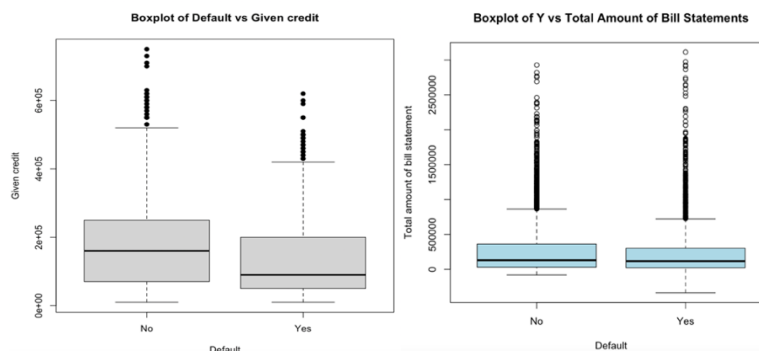 Boxplot of Default vs Given credit
Given credit
6e+05
4e+05
2e+05
0e+00
No
Yes
Default
Boxplot of Y vs Total Amount of Bill Statements
Total amount of bill statement
2500000
1500000
500000
0
No
Yes
Default